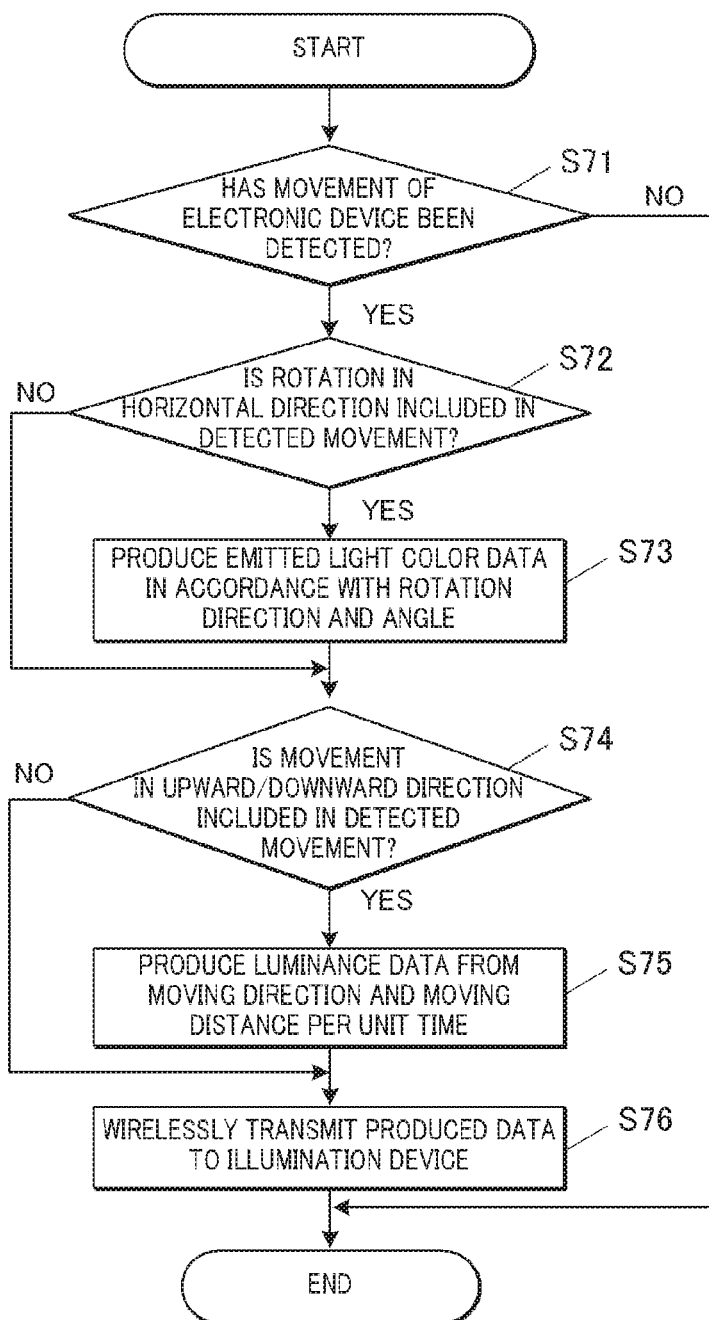 START
S71
HAS MOVEMENT OF
ELECTRONIC DEVICE BEEN
DETECTED?
NO
YES
S72
NO
IS ROTATION IN
HORIZONTAL DIRECTION INCLUDED IN
DETECTED MOVEMENT?
YES
PRODUCE EMITTED LIGHT COLOR DATA
IN ACCORDANCE WITH ROTATION
DIRECTION AND ANGLE
S73
S74
NO
IS MOVEMENT
IN UPWARD/DOWNWARD DIRECTION
INCLUDED IN DETECTED
MOVEMENT?
YES
PRODUCE LUMINANCE DATA FROM
MOVING DIRECTION AND MOVING
DISTANCE PER UNIT TIME
S75
WIRELESSLY TRANSMIT PRODUCED DATA
TO ILLUMINATION DEVICE
S76
END